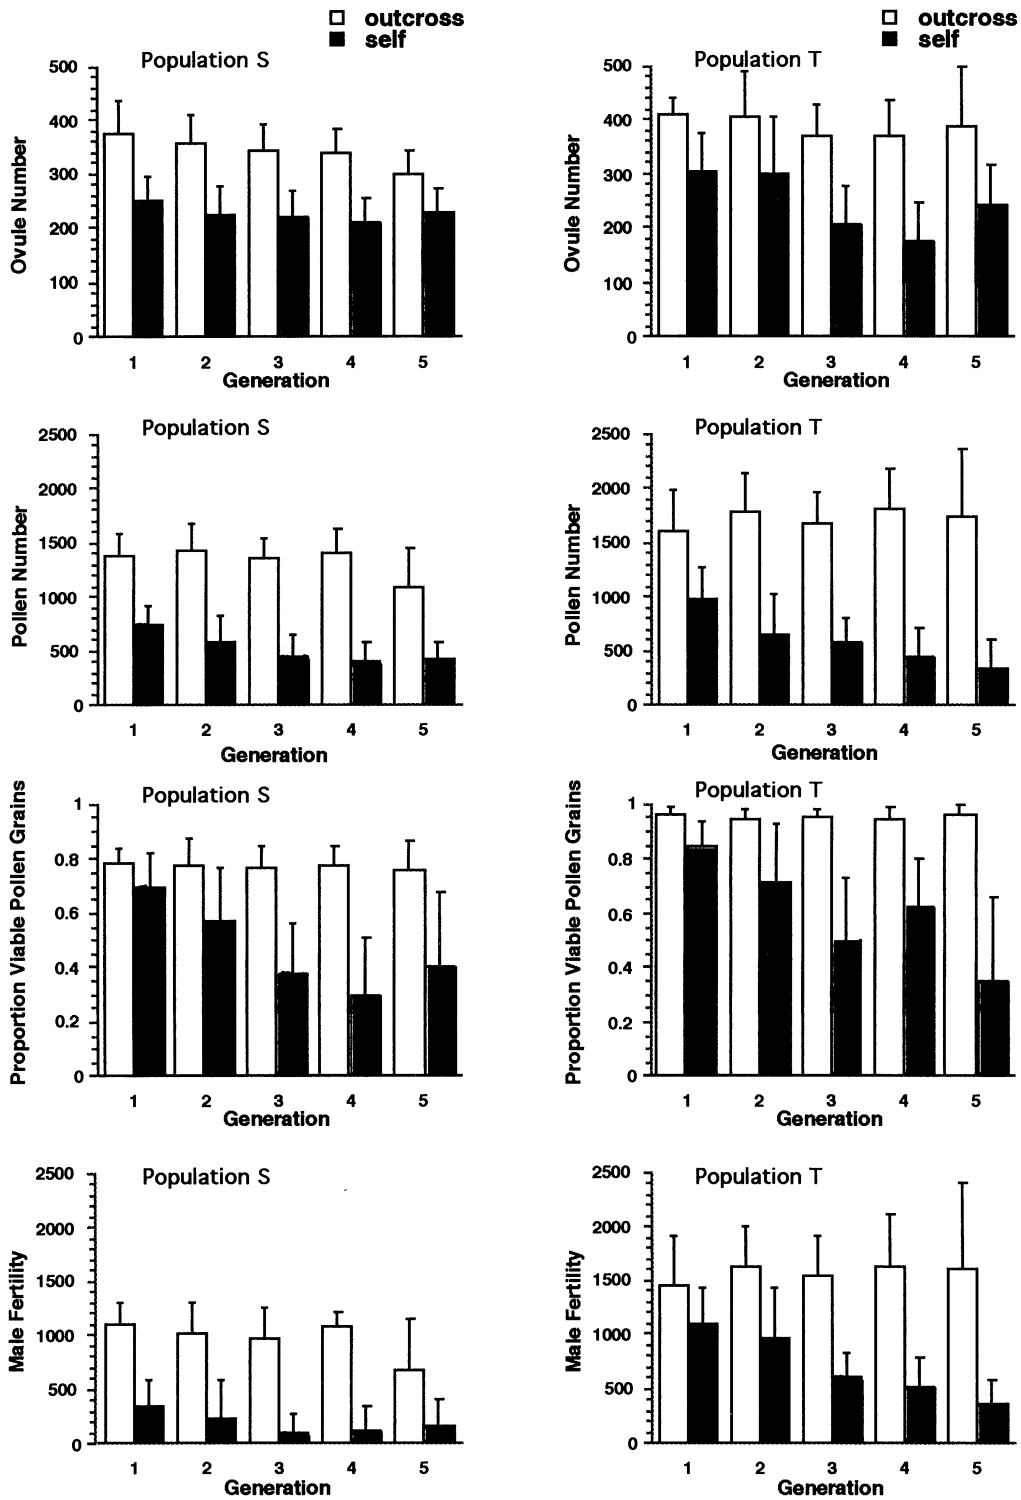 outcross
self
Population S
500
400
300
200
100
0
Ovule Number
1 2 3 4 5
Generation
outcross
self
Population T
500
400
300
200
100
0
Ovule Number
1 2 3 4 5
Generation
Population S
2500
2000
1500
1000
500
0
Pollen Number
1 2 3 4 5
Generation
Population T
2500
2000
1500
1000
500
0
Pollen Number
1 2 3 4 5
Generation
Population S
1
0.8
0.6
0.4
0.2
0
Proportion Viable Pollen Grains
1 2 3 4 5
Generation
Population T
1
0.8
0.6
0.4
0.2
0
Proportion Viable Pollen Grains
1 2 3 4 5
Generation
Population S
2500
2000
1500
1000
500
0
Male Fertility
1 2 3 4 5
Generation
Population T
2500
2000
1500
1000
500
0
Male Fertility
1 2 3 4 5
Generation